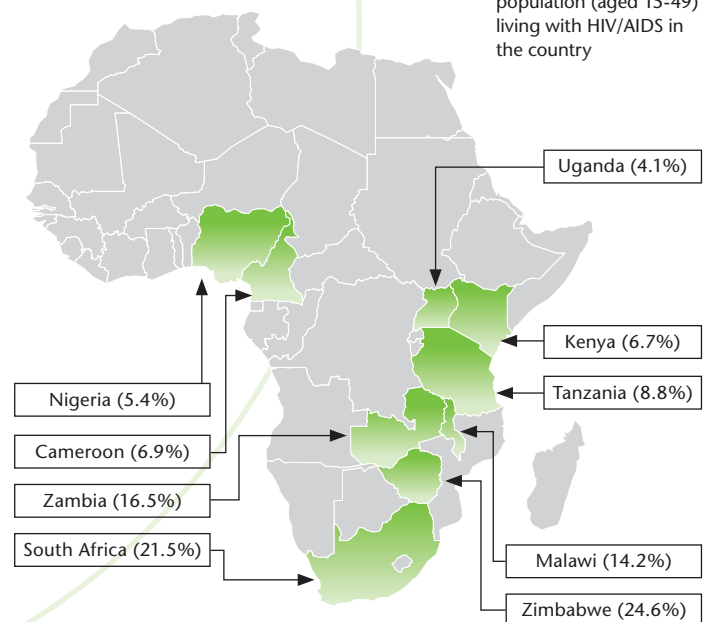 population (aged 15-49)
living with HIV/AIDS in
the country
Uganda (4.1%)
Kenya (6.7%)
Tanzania (8.8%)
Nigeria (5.4%)
Cameroon (6.9%)
Zambia (16.5%)
South Africa (21.5%)
Malawi (14.2%)
Zimbabwe (24.6%)